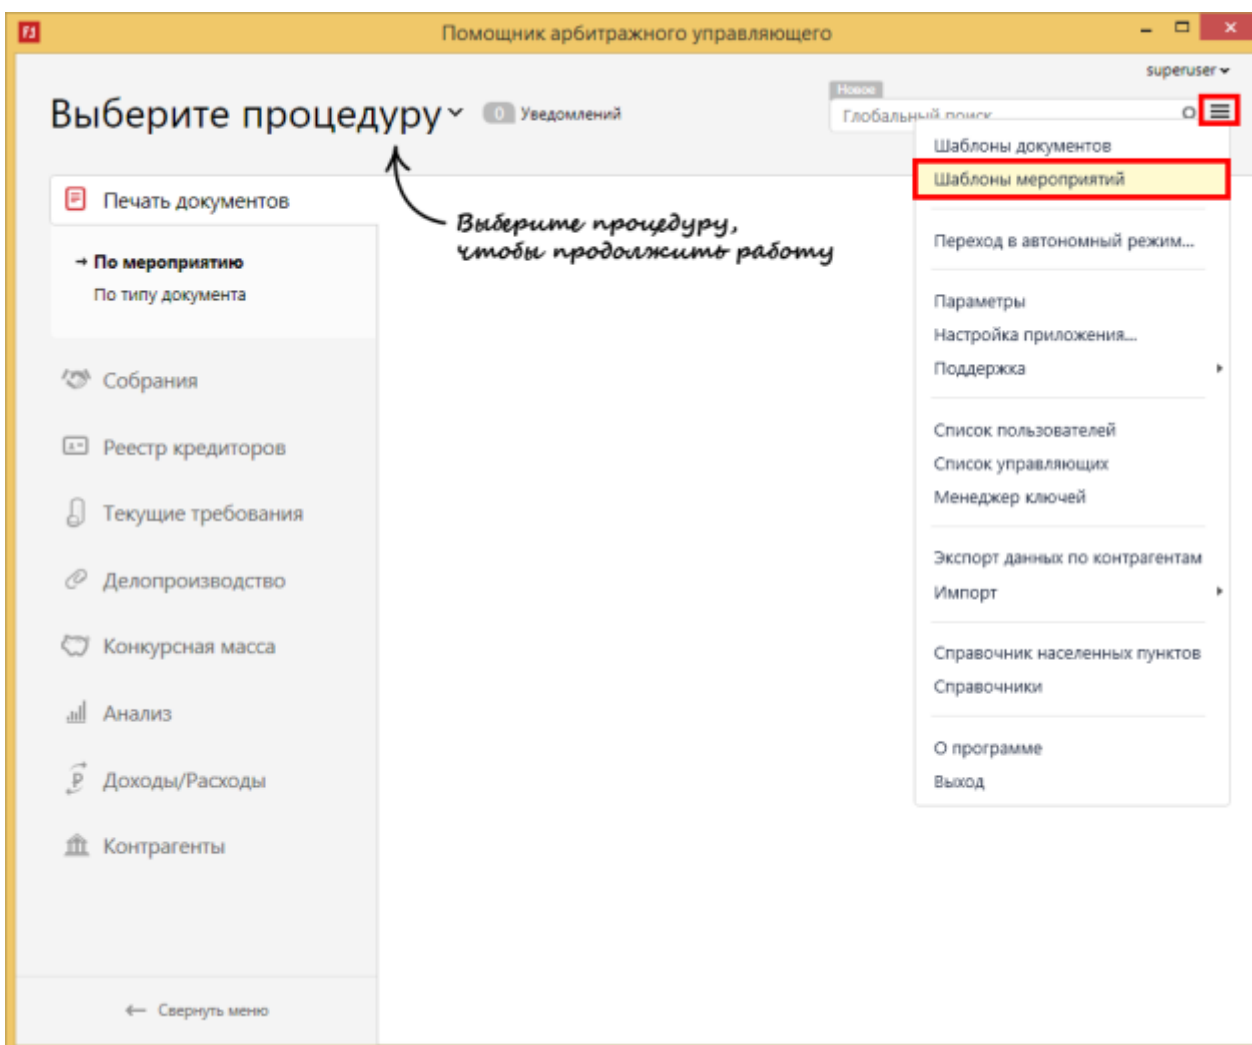 Помощник арбитражного управляющего
superuser
Выберите процедуру
0 Уведомлений
Новое
Глобальный поиск
Печать документов
→ По мероприятию
По типу документа
Собрания
Реестр кредиторов
Текущие требования
Делопроизводство
Конкурсная масса
Анализ
Доходы/Расходы
Контрагенты
← Свернуть меню
Выберите процедуру,
чтобы продолжить работу
Шаблоны документов
Шаблоны мероприятий
Переход в автономный режим...
Параметры
Настройка приложения...
Поддержка
Список пользователей
Список управляющих
Менеджер ключей
Экспорт данных по контрагентам
Импорт
Справочник населенных пунктов
Справочники
О программе
Выход